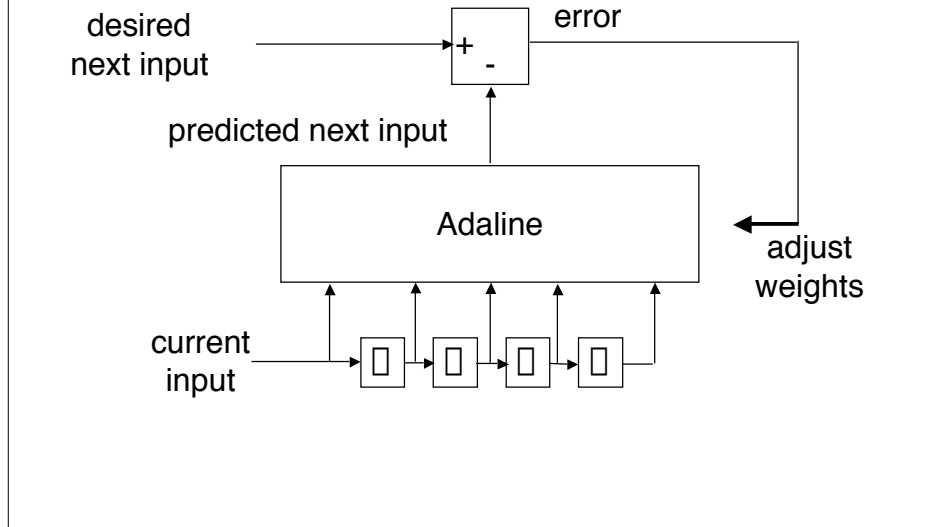 desired
next input
error
+
-
predicted next input
Adaline
adjust
weights
current
input